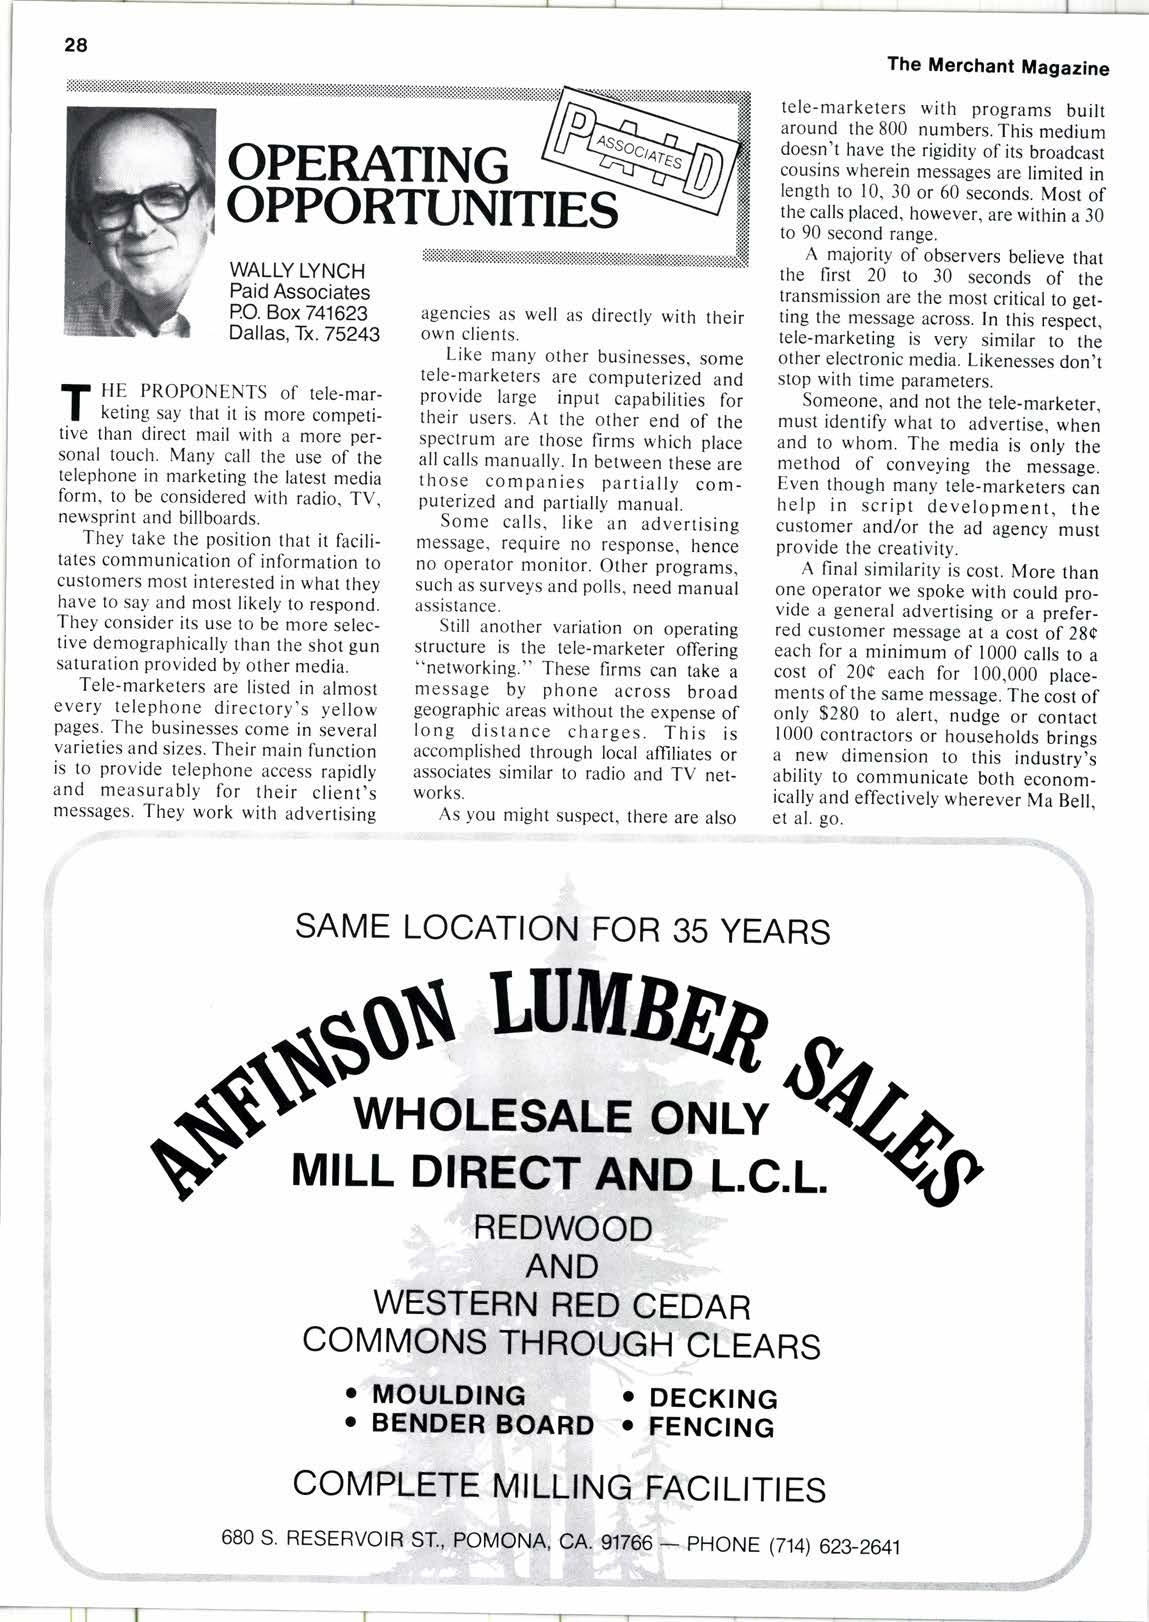 28
The Merchant Magazine
OPERATING
OPPORTUNITIES
PAID
ASSOCIATES
WALLY LYNCH
Paid Associates
P.O. Box 741623
Dallas, Tx. 75243
THE PROPONENTS of tele-mar-
keting say that it is more competi-
tive than direct mail with a more per-
sonal touch. Many call the use of the
telephone in marketing the latest media
form, to be considered with radio, TV,
newsprint and billboards.
They take the position that it facili-
tates communication of information to
customers most interested in what they
have to say and most likely to respond.
They consider its use to be more selec-
tive demographically than the shot gun
saturation provided by other media.
Tele-marketers are listed in almost
every telephone directory's yellow
pages. The businesses come in several
varieties and sizes. Their main function
is to provide telephone access rapidly
and measurably for their client's
messages. They work with advertising
agencies as well as directly with their
own clients.
Like many other businesses, some
tele-marketers are computerized and
provide large input capabilities for
their users. At the other end of the
spectrum are those firms which place
all calls manually. In between these are
those companies partially com-
puterized and partially manual.
Some calls, like an advertising
message, require no response, hence
no operator monitor. Other programs,
such as surveys and polls, need manual
assistance.
Still another variation on operating
structure is the tele-marketer offering
"networking." These firms can take a
message by phone across broad
geographic areas without the expense of
long distance charges. This is
accomplished through local affiliates or
associates similar to radio and TV net-
works.
As you might suspect, there are also
tele-marketers with programs built
around the 800 numbers. This medium
doesn't have the rigidity of its broadcast
cousins wherein messages are limited in
length to 10, 30 or 60 seconds. Most of
the calls placed, however, are within a 30
to 90 second range.
A majority of observers believe that
the first 20 to 30 seconds of the
transmission are the most critical to get-
ting the message across. In this respect,
tele-marketing is very similar to the
other electronic media. Likenesses don't
stop with time parameters.
Someone, and not the tele-marketer,
must identify what to advertise, when
and to whom. The media is only the
method of conveying the message.
Even though many tele-marketers can
help in script development, the
customer and/or the ad agency must
provide the creativity.
A final similarity is cost. More than
one operator we spoke with could pro-
vide a general advertising or a prefer-
red customer message at a cost of 28¢
each for a minimum of 1000 calls to a
cost of 20¢ each for 100,000 place-
ments of the same message. The cost of
only $280 to alert, nudge or contact
1000 contractors or households brings
a new dimension to this industry's
ability to communicate both econom-
ically and effectively wherever Ma Bell,
et al. go.
SAME LOCATION FOR 35 YEARS
ANFINSON LUMBER SALES
WHOLESALE ONLY
MILL DIRECT AND L.C.L.
REDWOOD
AND
WESTERN RED CEDAR
COMMONS THROUGH CLEARS
• MOULDING • DECKING
• BENDER BOARD • FENCING
COMPLETE MILLING FACILITIES
680 S. RESERVOIR ST., POMONA, CA. 91766 — PHONE (714) 623-2641